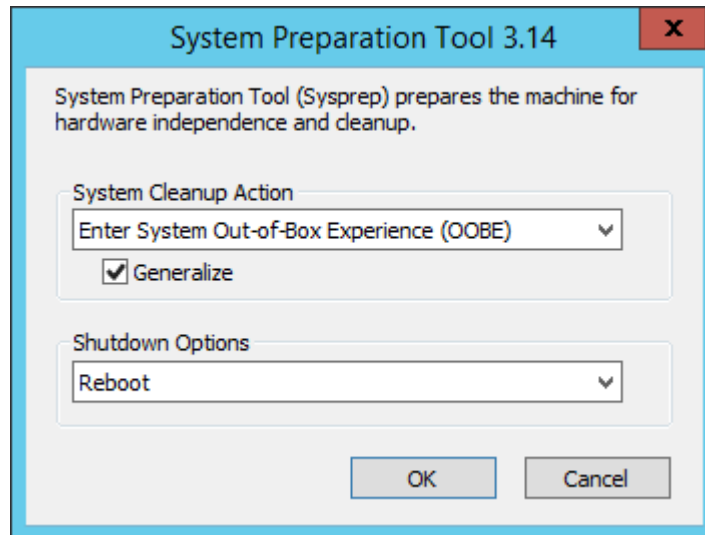 System Preparation Tool 3.14
x
System Preparation Tool (Sysprep) prepares the machine for
hardware independence and cleanup.
System Cleanup Action
Enter System Out-of-Box Experience (OOBE)
Generalize
Shutdown Options
Reboot
OK Cancel